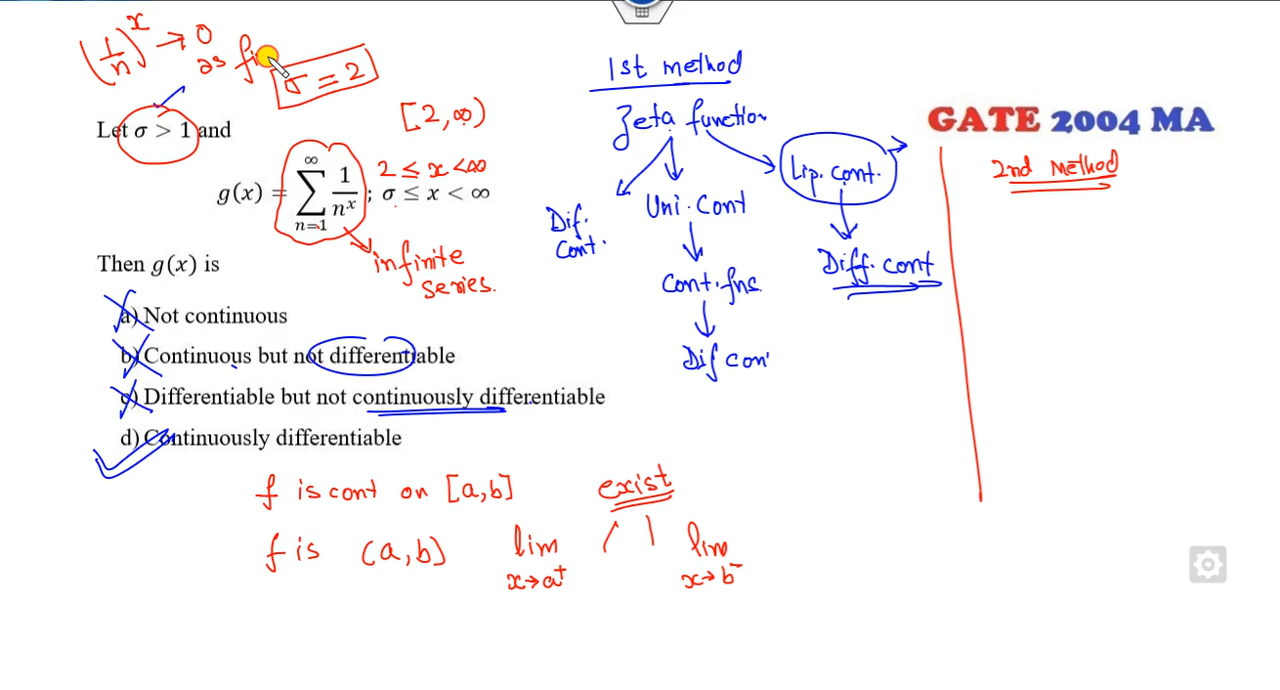 (1/n)^x → 0
as
σ = 2
Let σ > 1 and
[2, ∞)
2 ≤ x < ∞
g(x) = ∑_{n=1}^{∞} 1/n^x ; σ ≤ x < ∞
infinite
series.
Then g(x) is
a) Not continuous
b) Continuous but not differentiable
c) Differentiable but not continuously differentiable
d) Continuously differentiable
f is cont on [a,b]
exist
f is (a,b)
lim x→a⁺
lim x→b⁻
1st method
Zeta function
Dif.
Cont.
Uni. Cont
Cont. fns
Dif con
Lip. cont.
Diff. cont
GATE 2004 MA
2nd Method